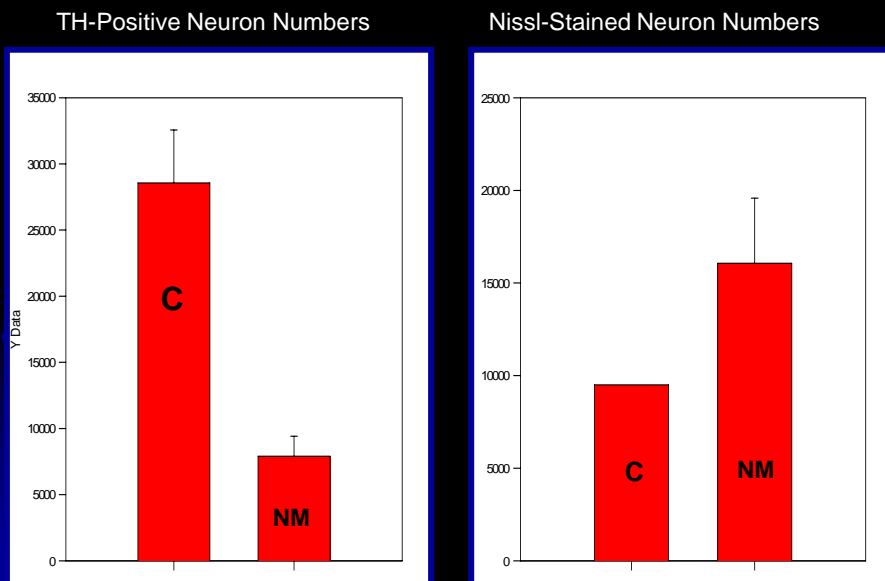 TH-Positive Neuron Numbers
Nissl-Stained Neuron Numbers
35000
30000
25000
20000
15000
10000
5000
0
Y Data
C
NM
25000
20000
15000
10000
5000
0
C
NM